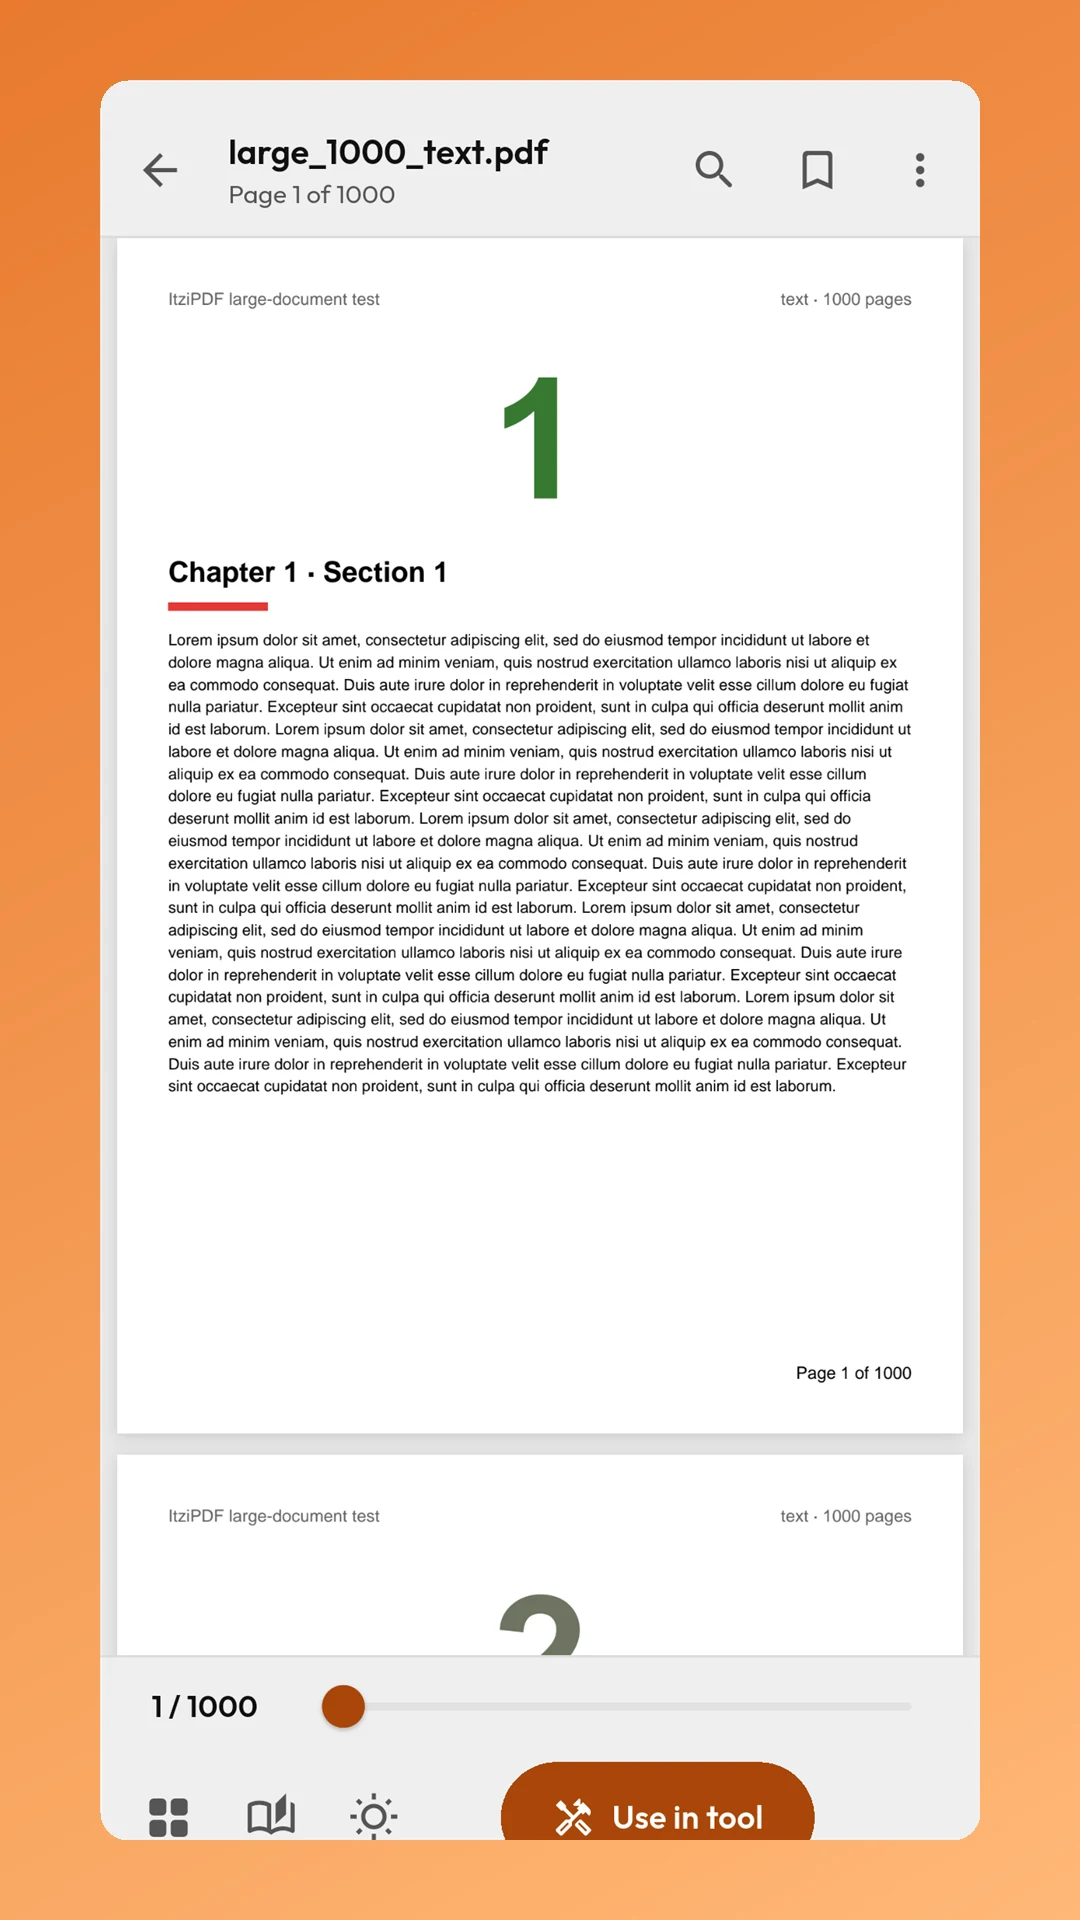 large_1000_text.pdf
Page 1 of 1000
ItziPDF large-document test
text · 1000 pages
1
Chapter 1 · Section 1
Lorem ipsum dolor sit amet, consectetur adipiscing elit, sed do eiusmod tempor incididunt ut labore et
dolore magna aliqua. Ut enim ad minim veniam, quis nostrud exercitation ullamco laboris nisi ut aliquip ex
ea commodo consequat. Duis aute irure dolor in reprehenderit in voluptate velit esse cillum dolore eu fugiat
nulla pariatur. Excepteur sint occaecat cupidatat non proident, sunt in culpa qui officia deserunt mollit anim
id est laborum. Lorem ipsum dolor sit amet, consectetur adipiscing elit, sed do eiusmod tempor incididunt ut
labore et dolore magna aliqua. Ut enim ad minim veniam, quis nostrud exercitation ullamco laboris nisi ut
aliquip ex ea commodo consequat. Duis aute irure dolor in reprehenderit in voluptate velit esse cillum
dolore eu fugiat nulla pariatur. Excepteur sint occaecat cupidatat non proident, sunt in culpa qui officia
deserunt mollit anim id est laborum. Lorem ipsum dolor sit amet, consectetur adipiscing elit, sed do
eiusmod tempor incididunt ut labore et dolore magna aliqua. Ut enim ad minim veniam, quis nostrud
exercitation ullamco laboris nisi ut aliquip ex ea commodo consequat. Duis aute irure dolor in reprehenderit
in voluptate velit esse cillum dolore eu fugiat nulla pariatur. Excepteur sint occaecat cupidatat non proident,
sunt in culpa qui officia deserunt mollit anim id est laborum. Lorem ipsum dolor sit amet, consectetur
adipiscing elit, sed do eiusmod tempor incididunt ut labore et dolore magna aliqua. Ut enim ad minim
veniam, quis nostrud exercitation ullamco laboris nisi ut aliquip ex ea commodo consequat. Duis aute irure
dolor in reprehenderit in voluptate velit esse cillum dolore eu fugiat nulla pariatur. Excepteur sint occaecat
cupidatat non proident, sunt in culpa qui officia deserunt mollit anim id est laborum. Lorem ipsum dolor sit
amet, consectetur adipiscing elit, sed do eiusmod tempor incididunt ut labore et dolore magna aliqua. Ut
enim ad minim veniam, quis nostrud exercitation ullamco laboris nisi ut aliquip ex ea commodo consequat.
Duis aute irure dolor in reprehenderit in voluptate velit esse cillum dolore eu fugiat nulla pariatur. Excepteur
sint occaecat cupidatat non proident, sunt in culpa qui officia deserunt mollit anim id est laborum.
Page 1 of 1000
ItziPDF large-document test
text · 1000 pages
2
1 / 1000
Use in tool